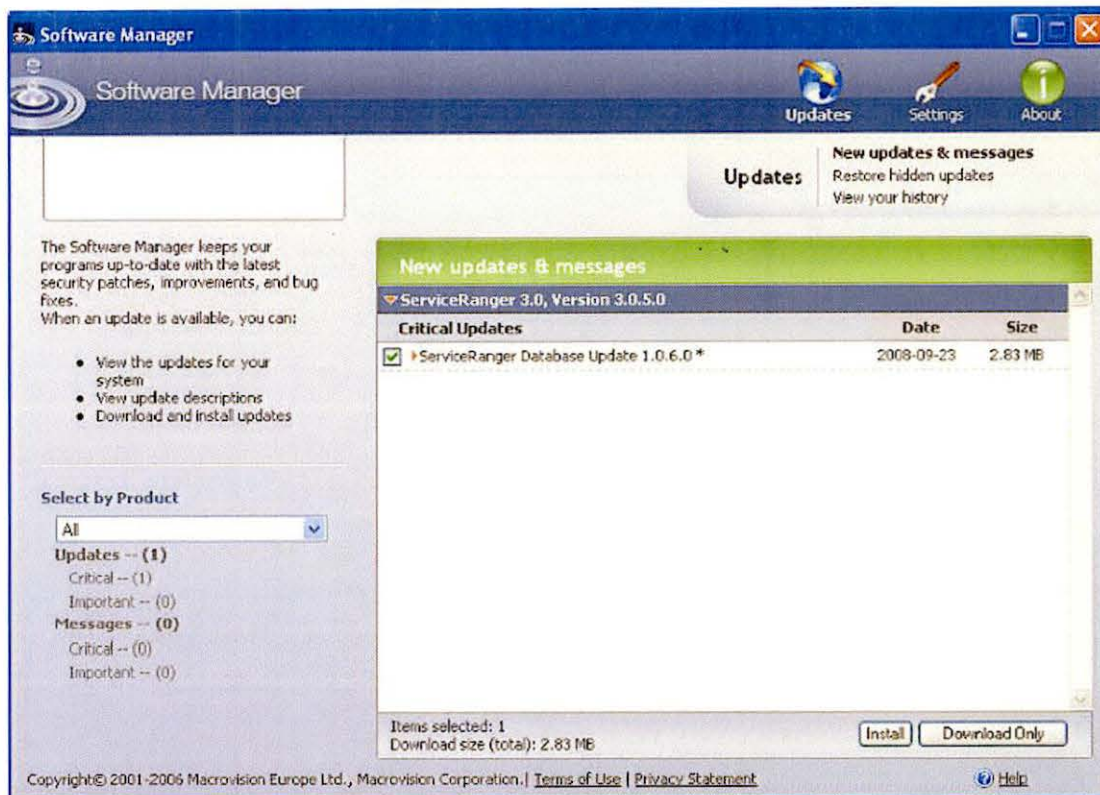 Software Manager
Software Manager
Updates
Settings
About
Updates
New updates & messages
Restore hidden updates
View your history
The Software Manager keeps your
programs up-to-date with the latest
security patches, improvements, and bug
fixes.
When an update is available, you can:
• View the updates for your
system
• View update descriptions
• Download and install updates
Select by Product
All
Updates -- (1)
Critical -- (1)
Important -- (0)
Messages -- (0)
Critical -- (0)
Important -- (0)
New updates & messages
ServiceRanger 3.0, Version 3.0.5.0
Critical Updates Date Size
ServiceRanger Database Update 1.0.6.0 * 2008-09-23 2.83 MB
Items selected: 1
Download size (total): 2.83 MB
Install
Download Only
Copyright© 2001-2006 Macrovision Europe Ltd., Macrovision Corporation. | Terms of Use | Privacy Statement
Help